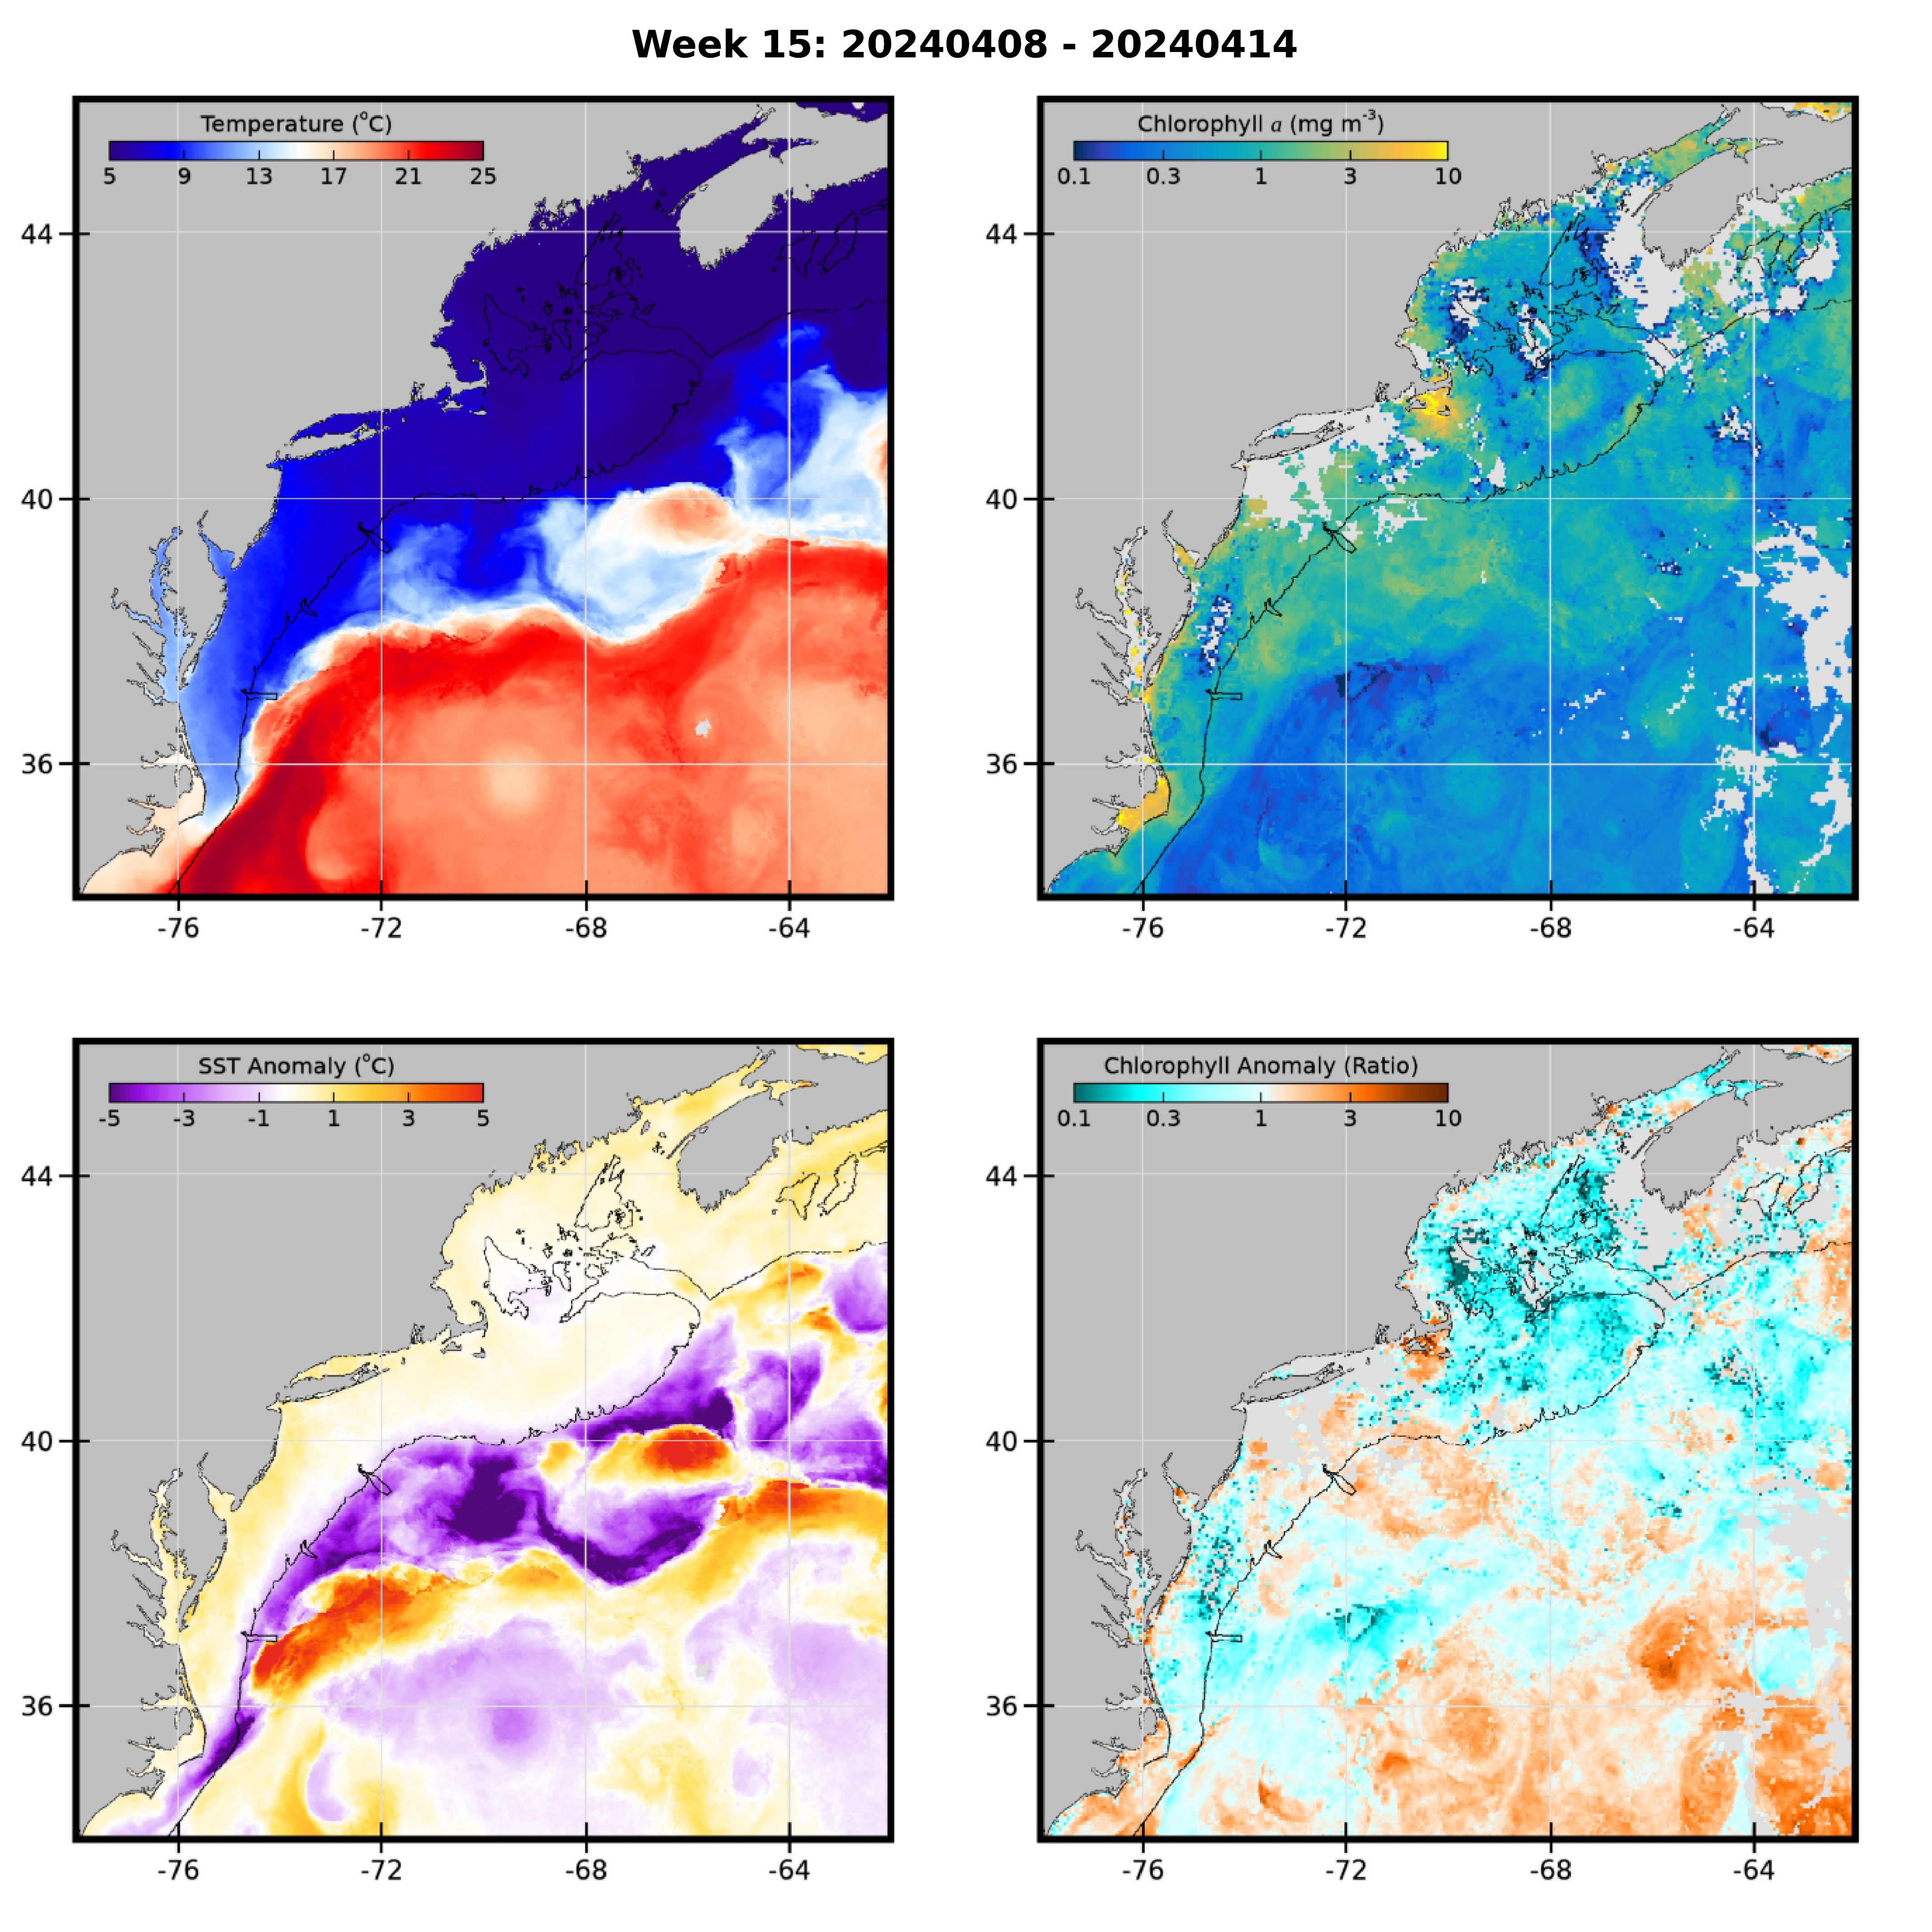 Week 15: 20240408 - 20240414
Temperature (°C)
5 9 13 17 21 25
44
40
36
-76 -72 -68 -64
Chlorophyll a (mg m⁻³)
0.1 0.3 1 3 10
44
40
36
-76 -72 -68 -64
SST Anomaly (°C)
-5 -3 -1 1 3 5
44
40
36
-76 -72 -68 -64
Chlorophyll Anomaly (Ratio)
0.1 0.3 1 3 10
44
40
36
-76 -72 -68 -64